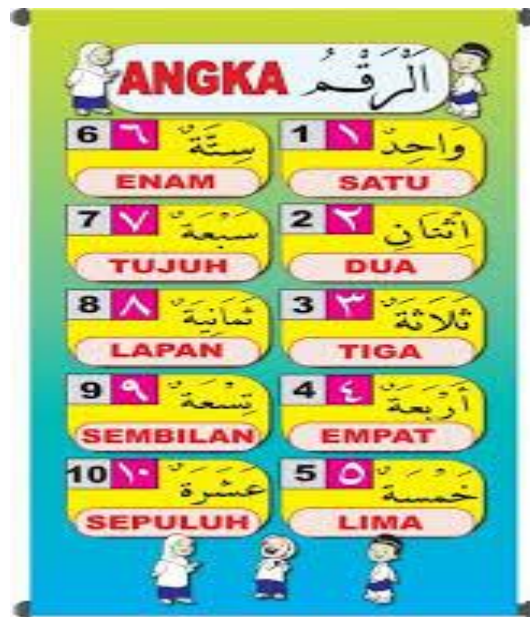 ANGKA الَرَّقْمُ
6 ٦ سِتَّةٌ
ENAM
1 ١ وَاحِدٌ
SATU
7 ٧ سَبْعَةٌ
TUJUH
2 ٢ اِثْنَانِ
DUA
8 ٨ ثَمَانِيَةٌ
LAPAN
3 ٣ ثَلَاثَةٌ
TIGA
9 ٩ تِسْعَةٌ
SEMBILAN
4 ٤ أَرْبَعَةٌ
EMPAT
10 ١٠ عَشَرَةٌ
SEPULUH
5 ٥ خَمْسَةٌ
LIMA